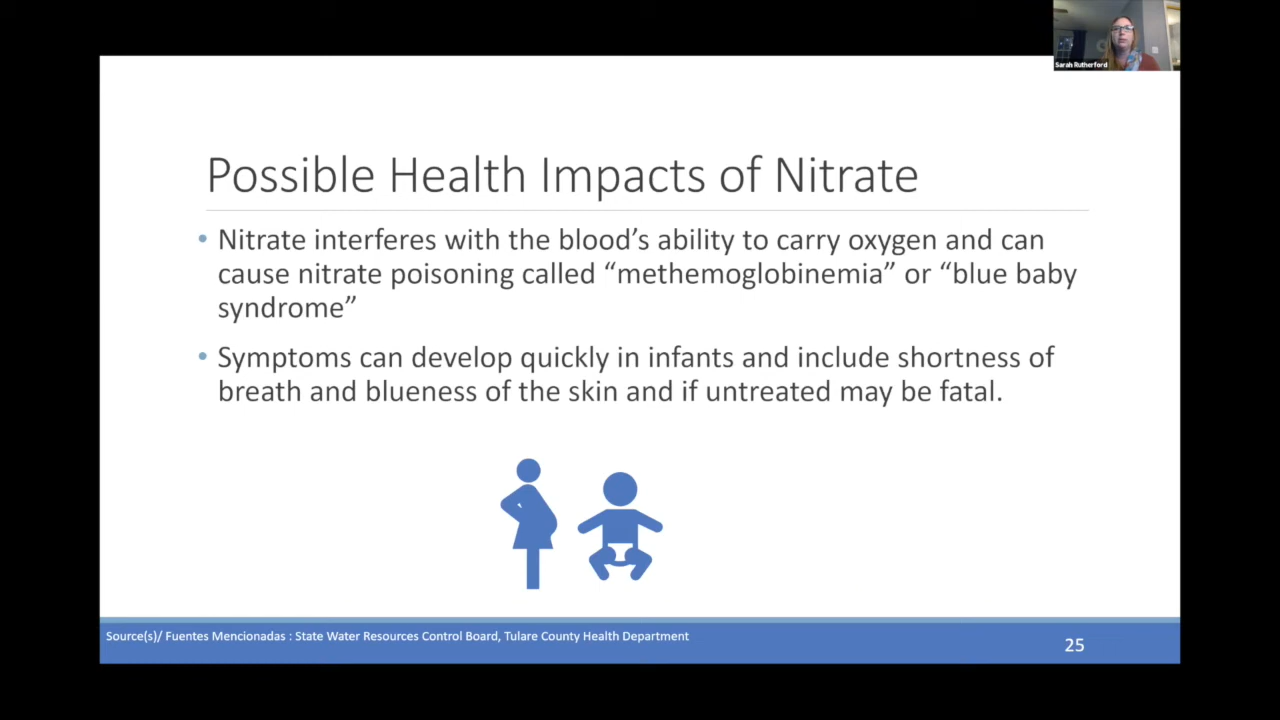 Sarah Rutherford
Possible Health Impacts of Nitrate
• Nitrate interferes with the blood’s ability to carry oxygen and can
cause nitrate poisoning called “methemoglobinemia” or “blue baby
syndrome”
• Symptoms can develop quickly in infants and include shortness of
breath and blueness of the skin and if untreated may be fatal.
Source(s)/ Fuentes Mencionadas : State Water Resources Control Board, Tulare County Health Department
25